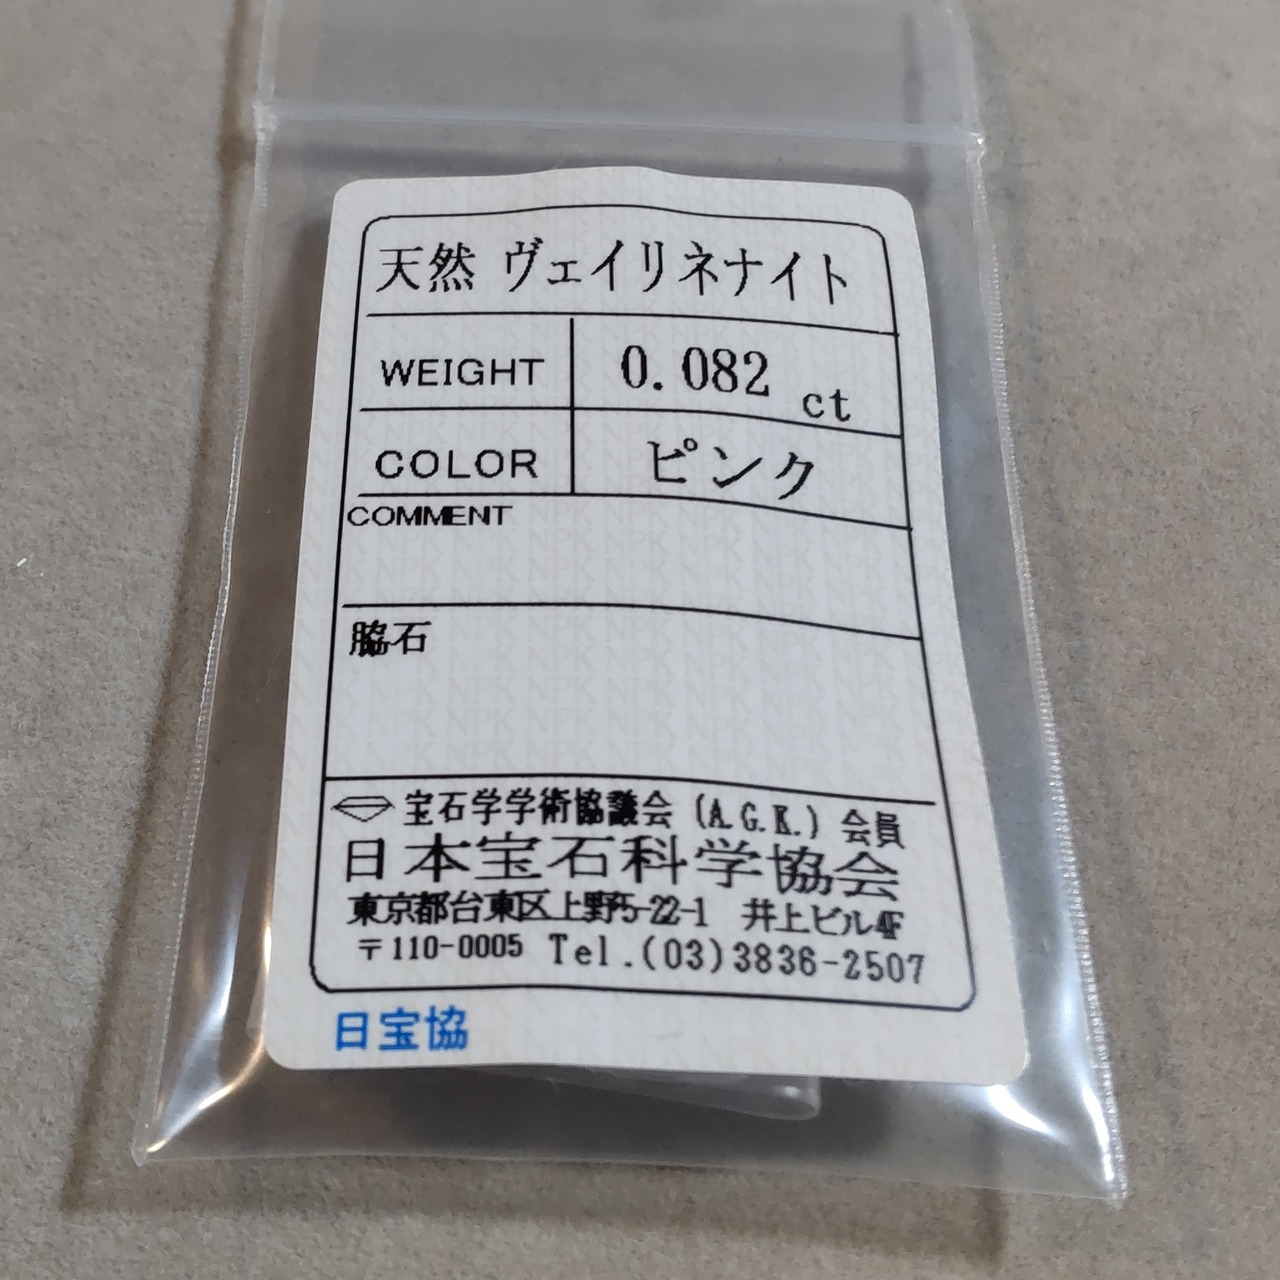 天然 ヴェイリネナイト
WEIGHT 0.082 ct
COLOR ピンク
COMMENT
脇石
宝石学学術協議会 (A.G.K.) 会員
日本宝石科学協会
東京都台東区上野5-22-1 井上ビル4F
〒110-0005 Tel.(03)3836-2507
日宝協